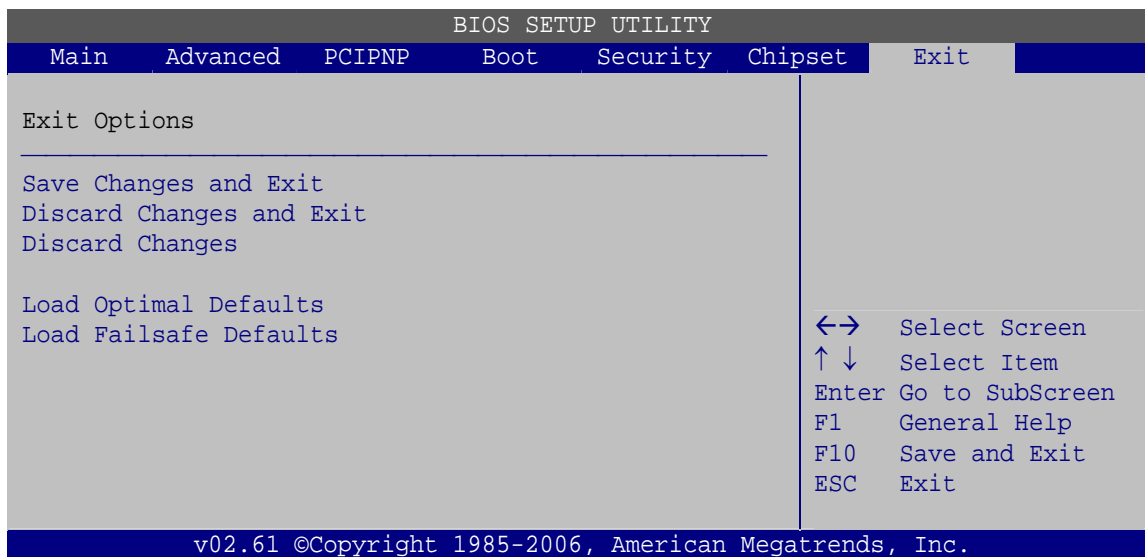 BIOS SETUP UTILITY
Main Advanced PCIPNP Boot Security Chipset Exit
Exit Options
Save Changes and Exit
Discard Changes and Exit
Discard Changes
Load Optimal Defaults
Load Failsafe Defaults
←→ Select Screen
↑ ↓ Select Item
Enter Go to SubScreen
F1 General Help
F10 Save and Exit
ESC Exit
v02.61 ©Copyright 1985-2006, American Megatrends, Inc.